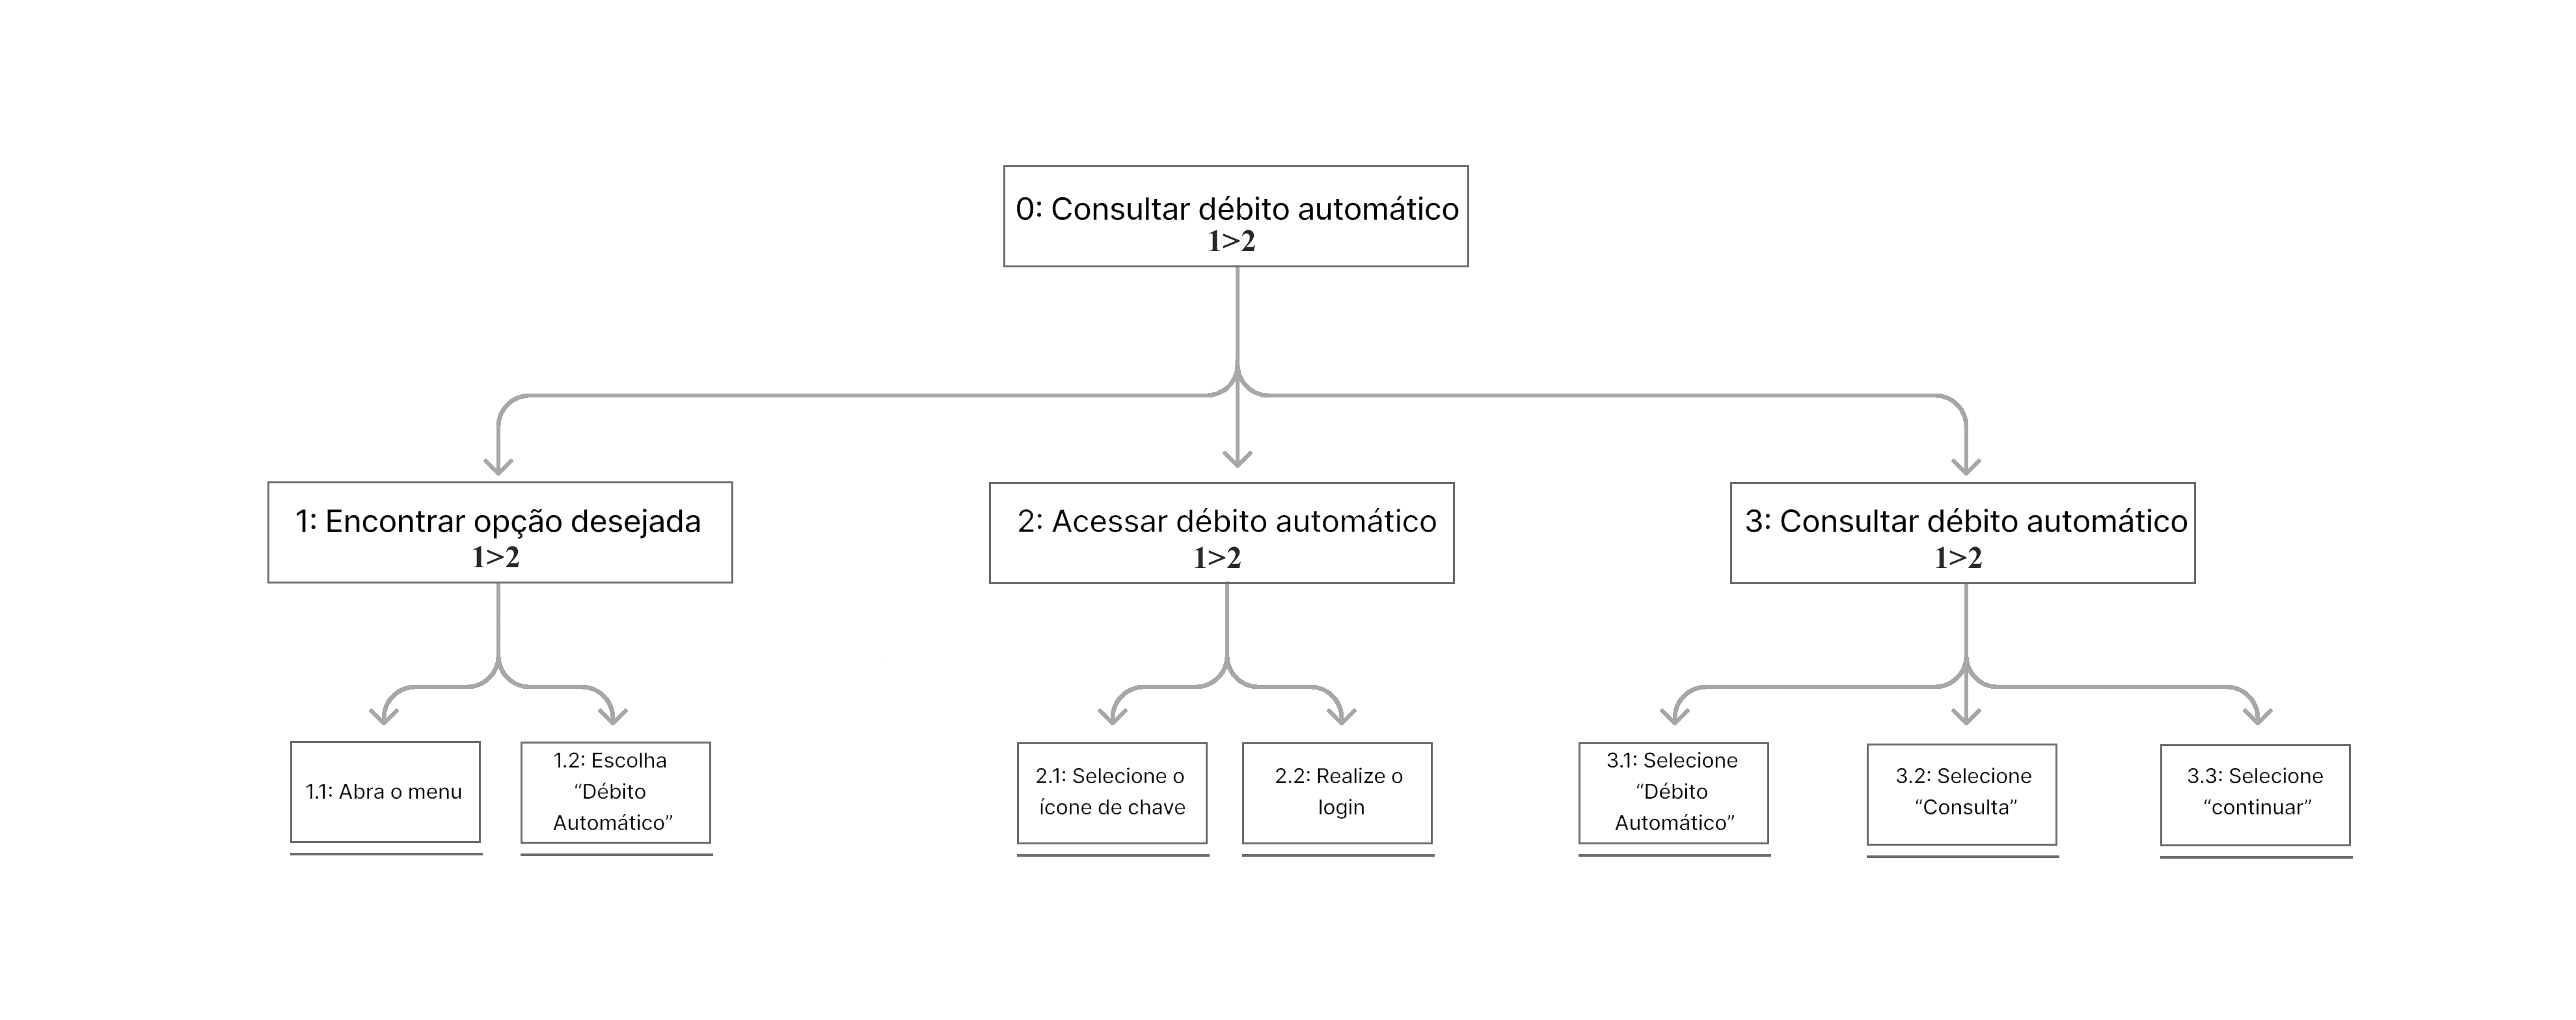 0: Consultar débito automático
1>2
1: Encontrar opção desejada
1>2
2: Acessar débito automático
1>2
3: Consultar débito automático
1>2
1.1: Abra o menu
1.2: Escolha
“Débito
Automático”
2.1: Selecione o
ícone de chave
2.2: Realize o
login
3.1: Selecione
“Débito
Automático”
3.2: Selecione
“Consulta”
3.3: Selecione
“continuar”